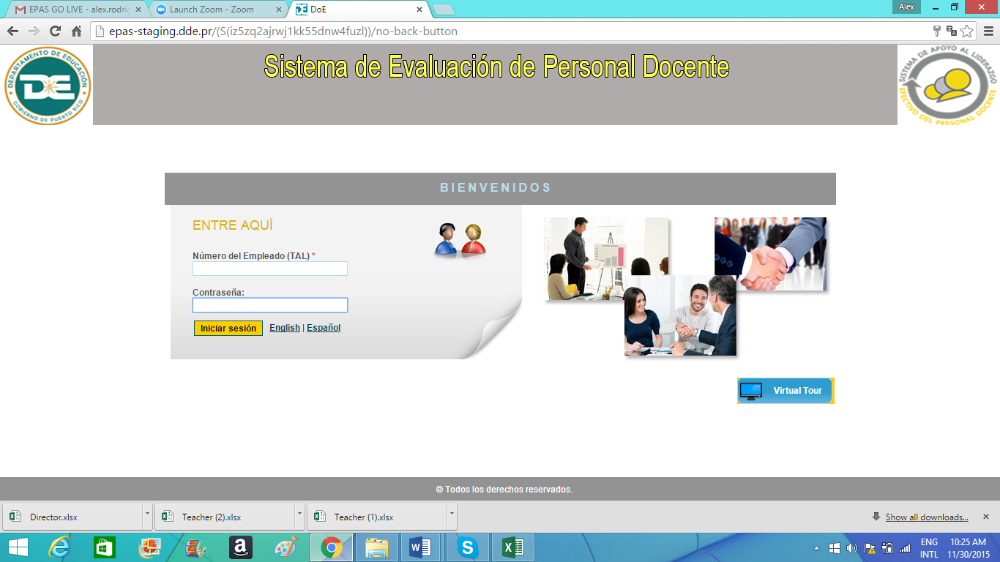 EPAS GO LIVE - alex.rodrig
Launch Zoom - Zoom
DoE
Alex
epas-staging.dde.pr/(S(iz5zq2ajrwj1kk55dnw4fuzl))/no-back-button
DEPARTAMENTO DE EDUCACIÓN
DE
GOBIERNO DE PUERTO RICO
Sistema de Evaluación de Personal Docente
SISTEMA DE APOYO AL LIDERAZGO
EFECTIVO DEL PERSONAL DOCENTE
BIENVENIDOS
ENTRE AQUÍ
Número del Empleado (TAL) *
Contraseña:
Iniciar sesión English | Español
Virtual Tour
© Todos los derechos reservados.
Director.xlsx
Teacher (2).xlsx
Teacher (1).xlsx
Show all downloads...
ENG
INTL
10:25 AM
11/30/2015